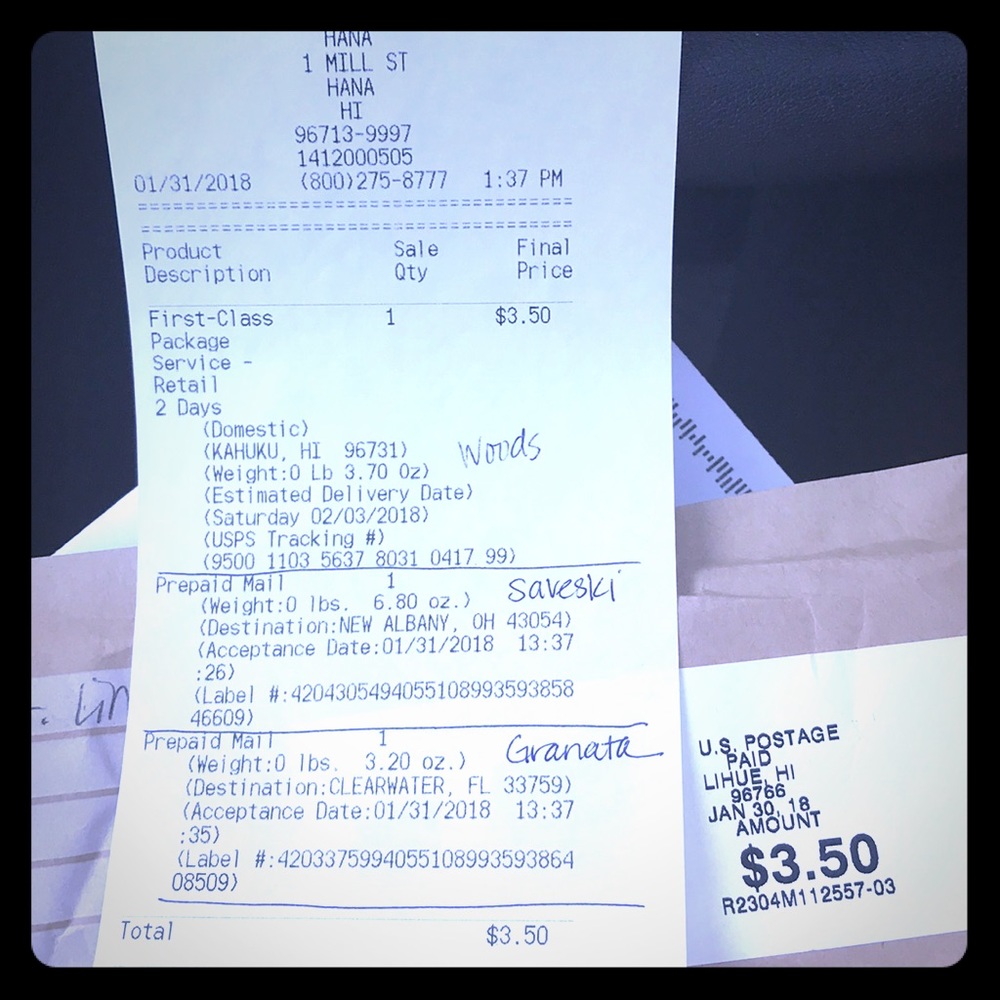 HANA
1 MILL ST
HANA
HI
96713-9997
1412000505
01/31/2018 (800)275-8777 1:37 PM
========================================
========================================
Product Sale Final
Description Qty Price
First-Class 1 $3.50
Package
Service -
Retail
2 Days
(Domestic)
(KAHUKU, HI 96731) Woods
(Weight:0 Lb 3.70 Oz)
(Estimated Delivery Date)
(Saturday 02/03/2018)
(USPS Tracking #)
(9500 1103 5637 8031 0417 99)
Prepaid Mail 1 Saveski
(Weight:0 lbs. 6.80 oz.)
(Destination:NEW ALBANY, OH 43054)
(Acceptance Date:01/31/2018 13:37
:26)
(Label #:420430549405510899359385​8
46609)
Prepaid Mail 1 Granata
(Weight:0 lbs. 3.20 oz.)
(Destination:CLEARWATER, FL 33759)
(Acceptance Date:01/31/2018 13:37
:35)
(Label #:4203375994055108993593864
08509)
Total $3.50
U.S. POSTAGE
PAID
LIHUE, HI
96766
JAN 30, 18
AMOUNT
$3.50
R2304M112557-03